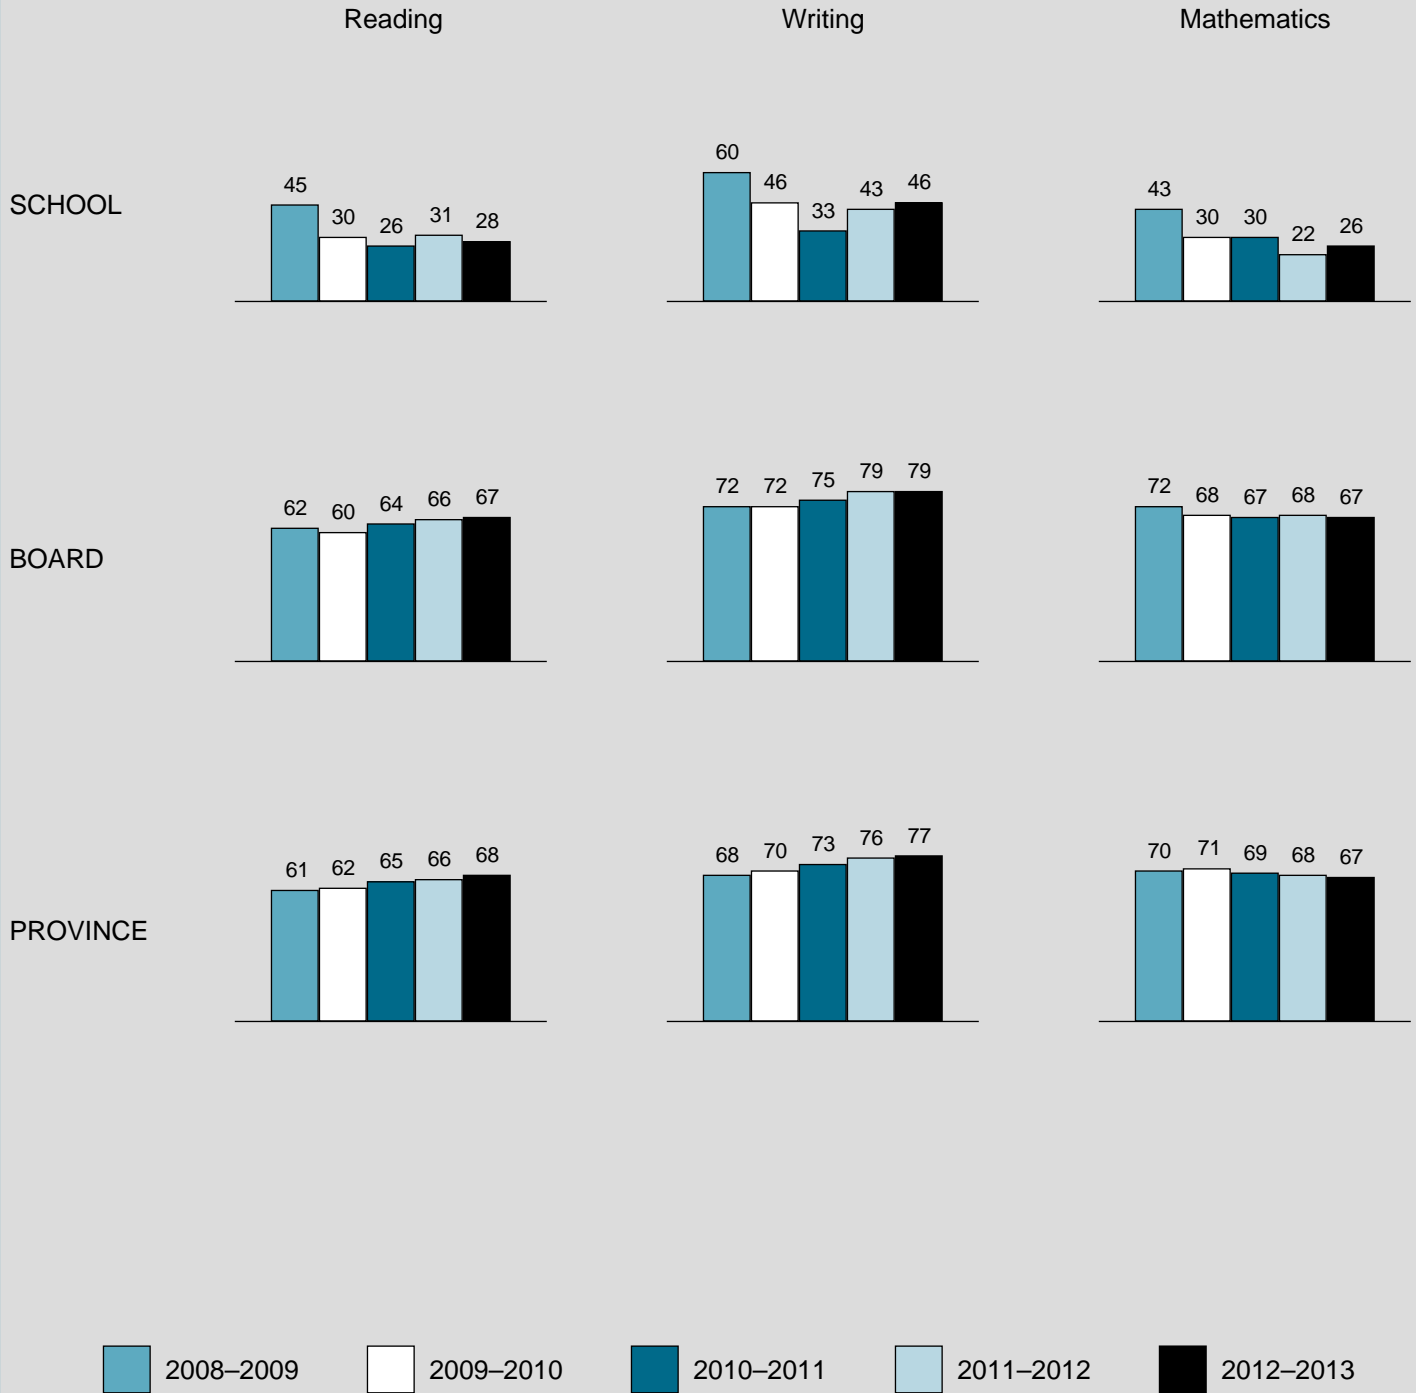 Reading Writing Mathematics
SCHOOL
45 30 26 31 28
60 46 33 43 46
43 30 30 22 26
BOARD
62 60 64 66 67
72 72 75 79 79
72 68 67 68 67
PROVINCE
61 62 65 66 68
68 70 73 76 77
70 71 69 68 67
2008–2009 2009–2010 2010–2011 2011–2012 2012–2013